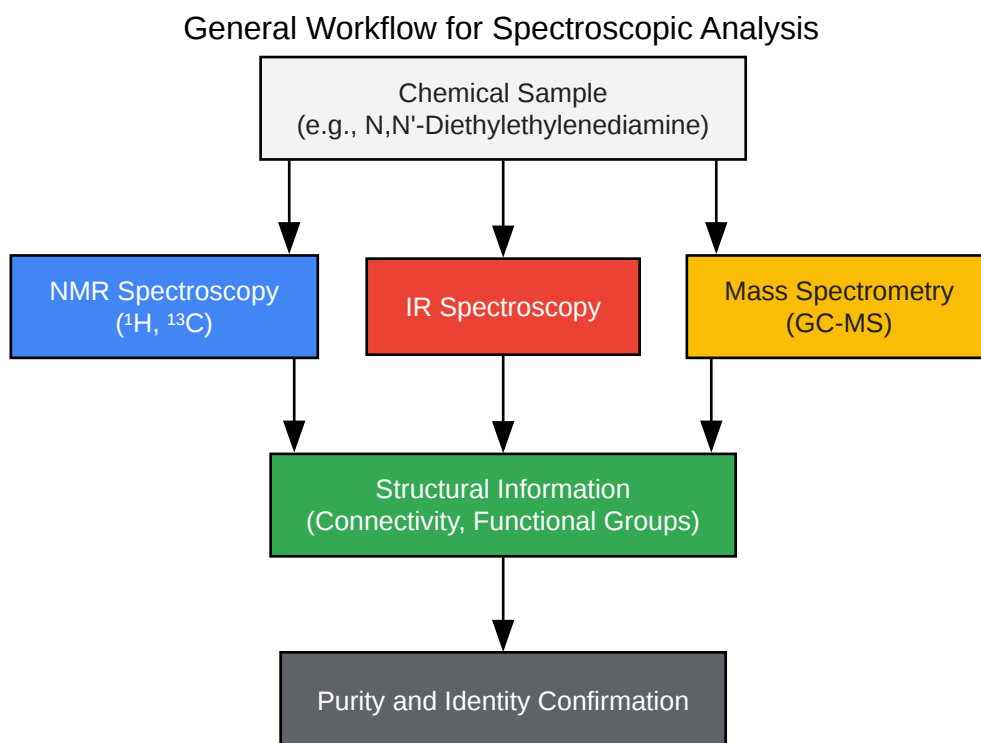 General Workflow for Spectroscopic Analysis
Chemical Sample
(e.g., N,N'-Diethylethylenediamine)
NMR Spectroscopy
(¹H, ¹³C)
IR Spectroscopy
Mass Spectrometry
(GC-MS)
Structural Information
(Connectivity, Functional Groups)
Purity and Identity Confirmation